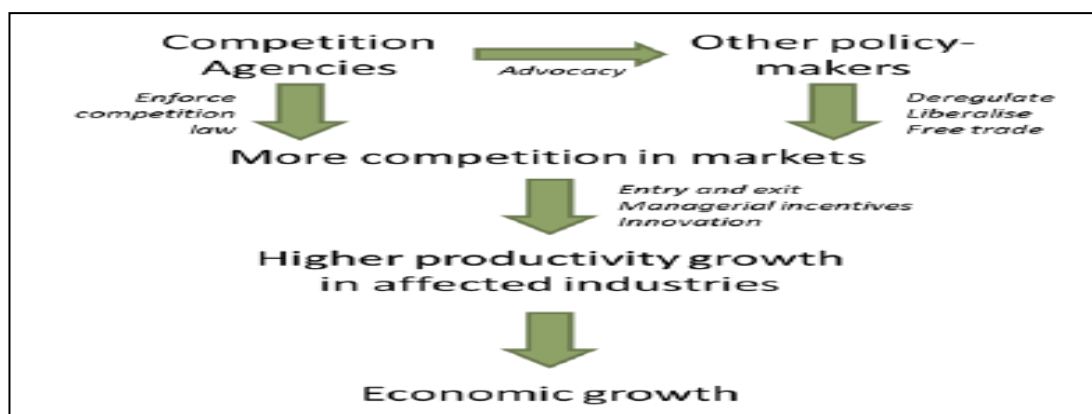 Competition
Agencies
Advocacy
Other policy-
makers
Enforce
competition
law
Deregulate
Liberalise
Free trade
More competition in markets
Entry and exit
Managerial incentives
Innovation
Higher productivity growth
in affected industries
Economic growth